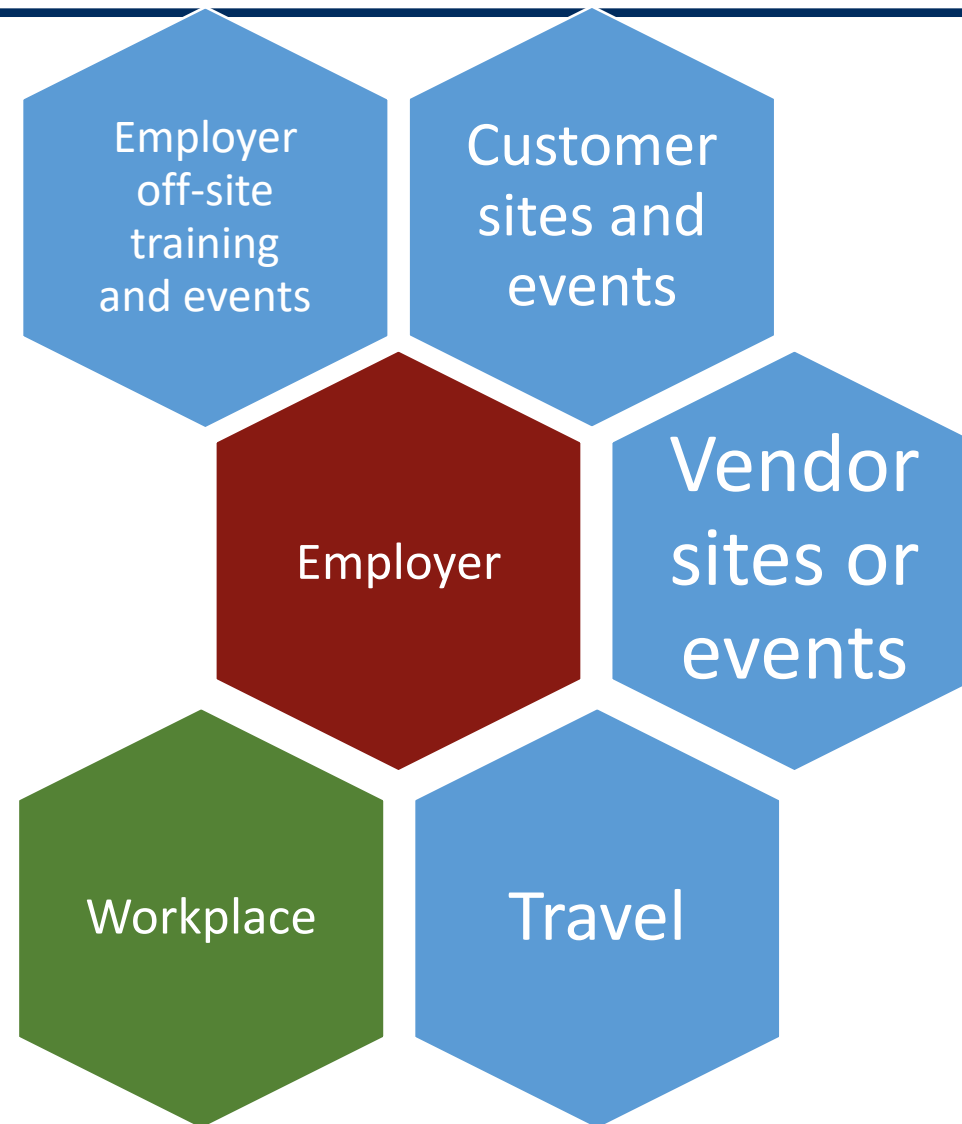 Employer
off-site
training
and events
Customer
sites and
events
Employer
Vendor
sites or
events
Workplace
Travel